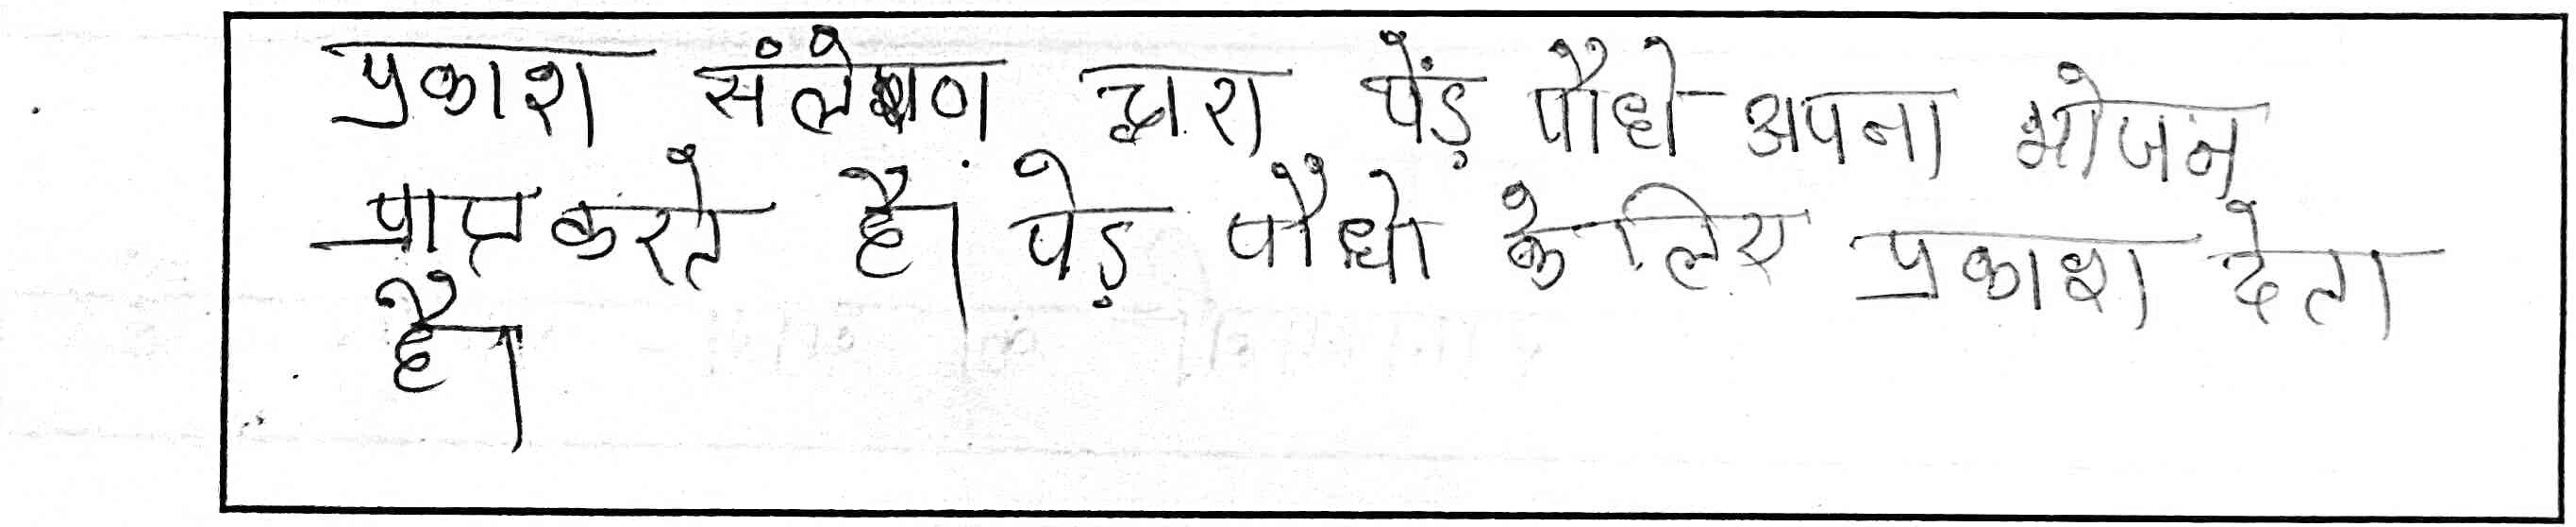 प्रकाश संलेषण द्वारा पेंड़ पौधे अपना भोजन
प्राप्त करते है। पेड़ पौधो के लिए प्रकाश देता
है।